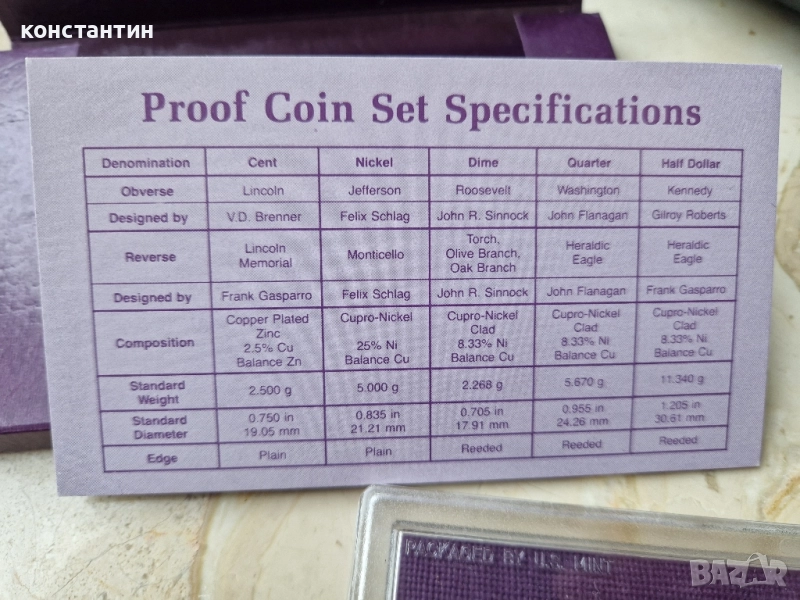 константин
Proof Coin Set Specifications
Denomination Cent Nickel Dime Quarter Half Dollar
Obverse Lincoln Jefferson Roosevelt Washington Kennedy
Designed by V.D. Brenner Felix Schlag John R. Sinnock John Flanagan Gilroy Roberts
Reverse Lincoln Memorial Monticello Torch, Olive Branch, Oak Branch Heraldic Eagle Heraldic Eagle
Designed by Frank Gasparro Felix Schlag John R. Sinnock John Flanagan Frank Gasparro
Composition Copper Plated Zinc 2.5% Cu Balance Zn Cupro-Nickel 25% Ni Balance Cu Cupro-Nickel Clad 8.33% Ni Balance Cu Cupro-Nickel Clad 8.33% Ni Balance Cu Cupro-Nickel Clad 8.33% Ni Balance Cu
Standard Weight 2.500 g 5.000 g 2.268 g 5.670 g 11.340 g
Standard Diameter 0.750 in 19.05 mm 0.835 in 21.21 mm 0.705 in 17.91 mm 0.955 in 24.26 mm 1.205 in 30.61 mm
Edge Plain Plain Reeded Reeded Reeded
PACKAGED BY U.S. MINT
BAZAR